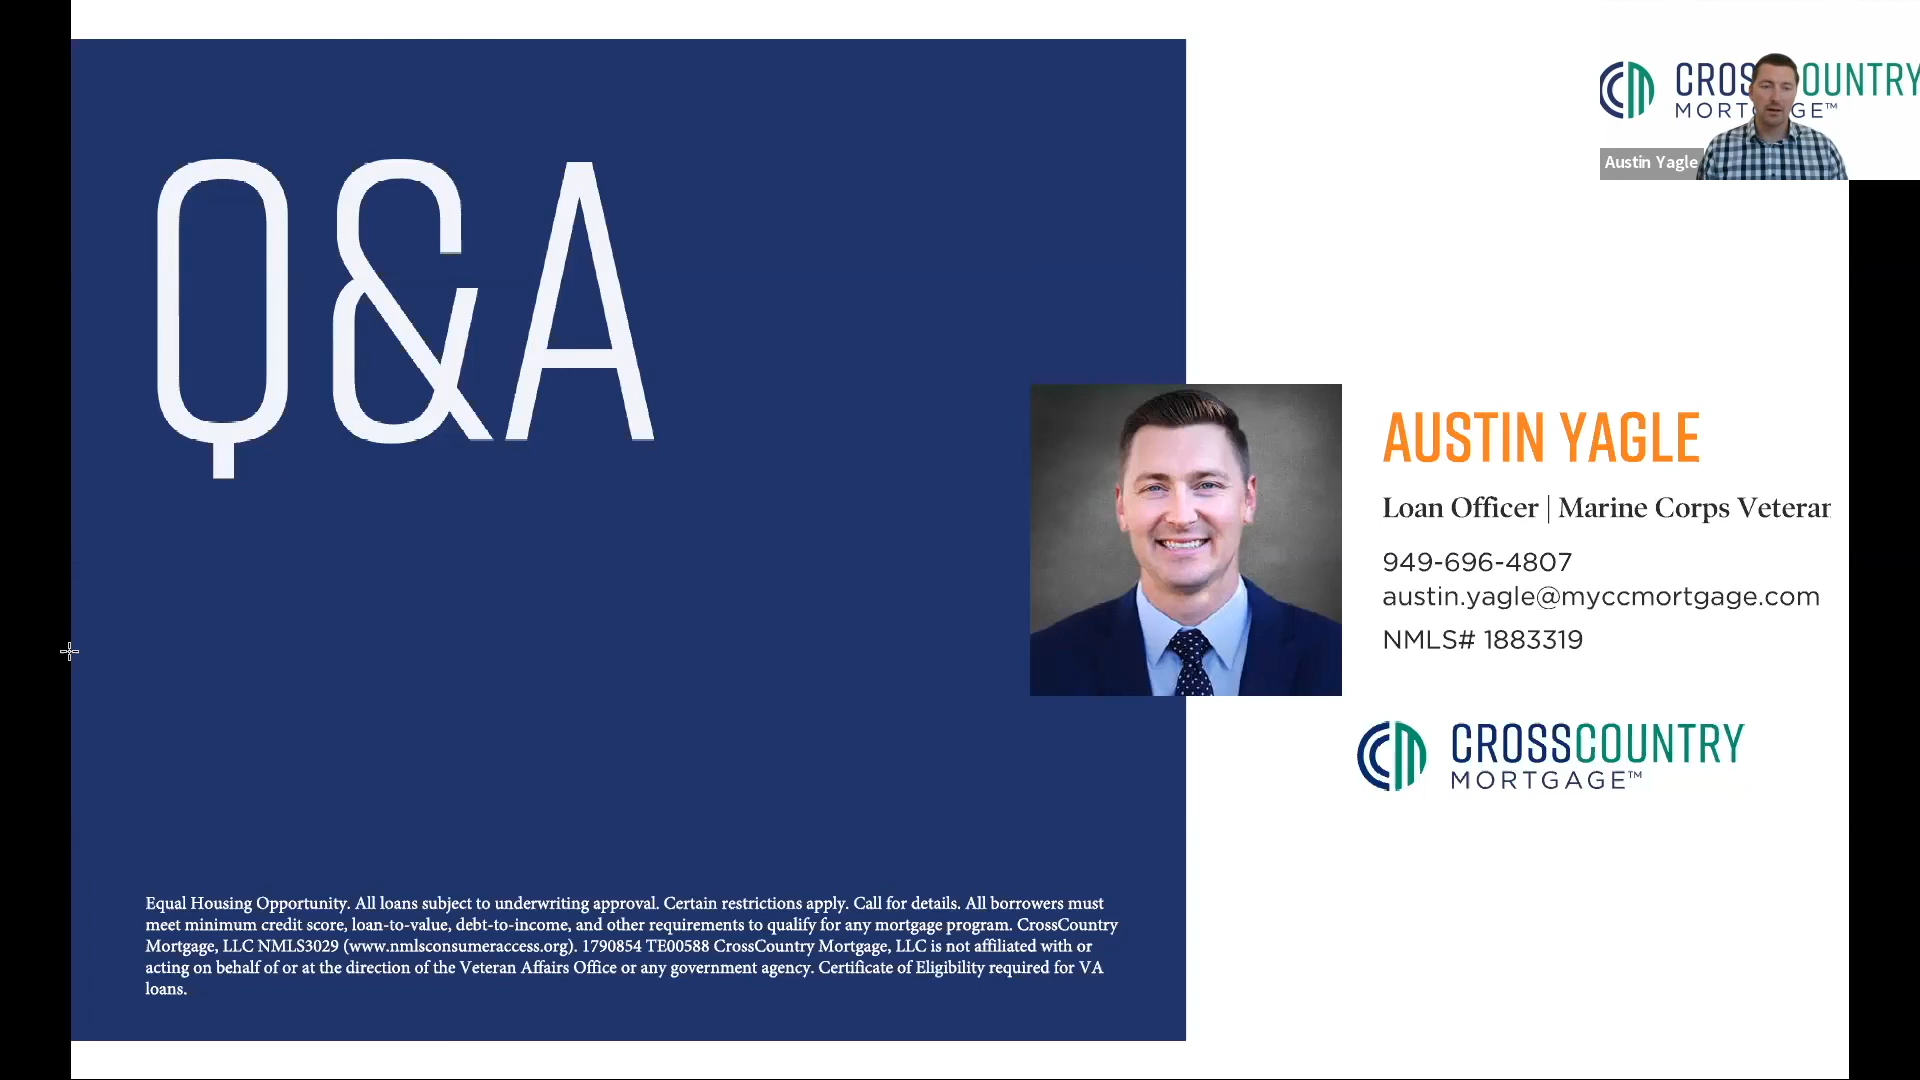 Q&A
CROSSCOUNTRY
MORTGAGE™
Austin Yagle
AUSTIN YAGLE
Loan Officer | Marine Corps Veteran
949-696-4807
austin.yagle@myccmortgage.com
NMLS# 1883319
CROSSCOUNTRY
MORTGAGE™
Equal Housing Opportunity. All loans subject to underwriting approval. Certain restrictions apply. Call for details. All borrowers must
meet minimum credit score, loan-to-value, debt-to-income, and other requirements to qualify for any mortgage program. CrossCountry
Mortgage, LLC NMLS3029 (www.nmlsconsumeraccess.org). 1790854 TE00588 CrossCountry Mortgage, LLC is not affiliated with or
acting on behalf of or at the direction of the Veteran Affairs Office or any government agency. Certificate of Eligibility required for VA
loans.